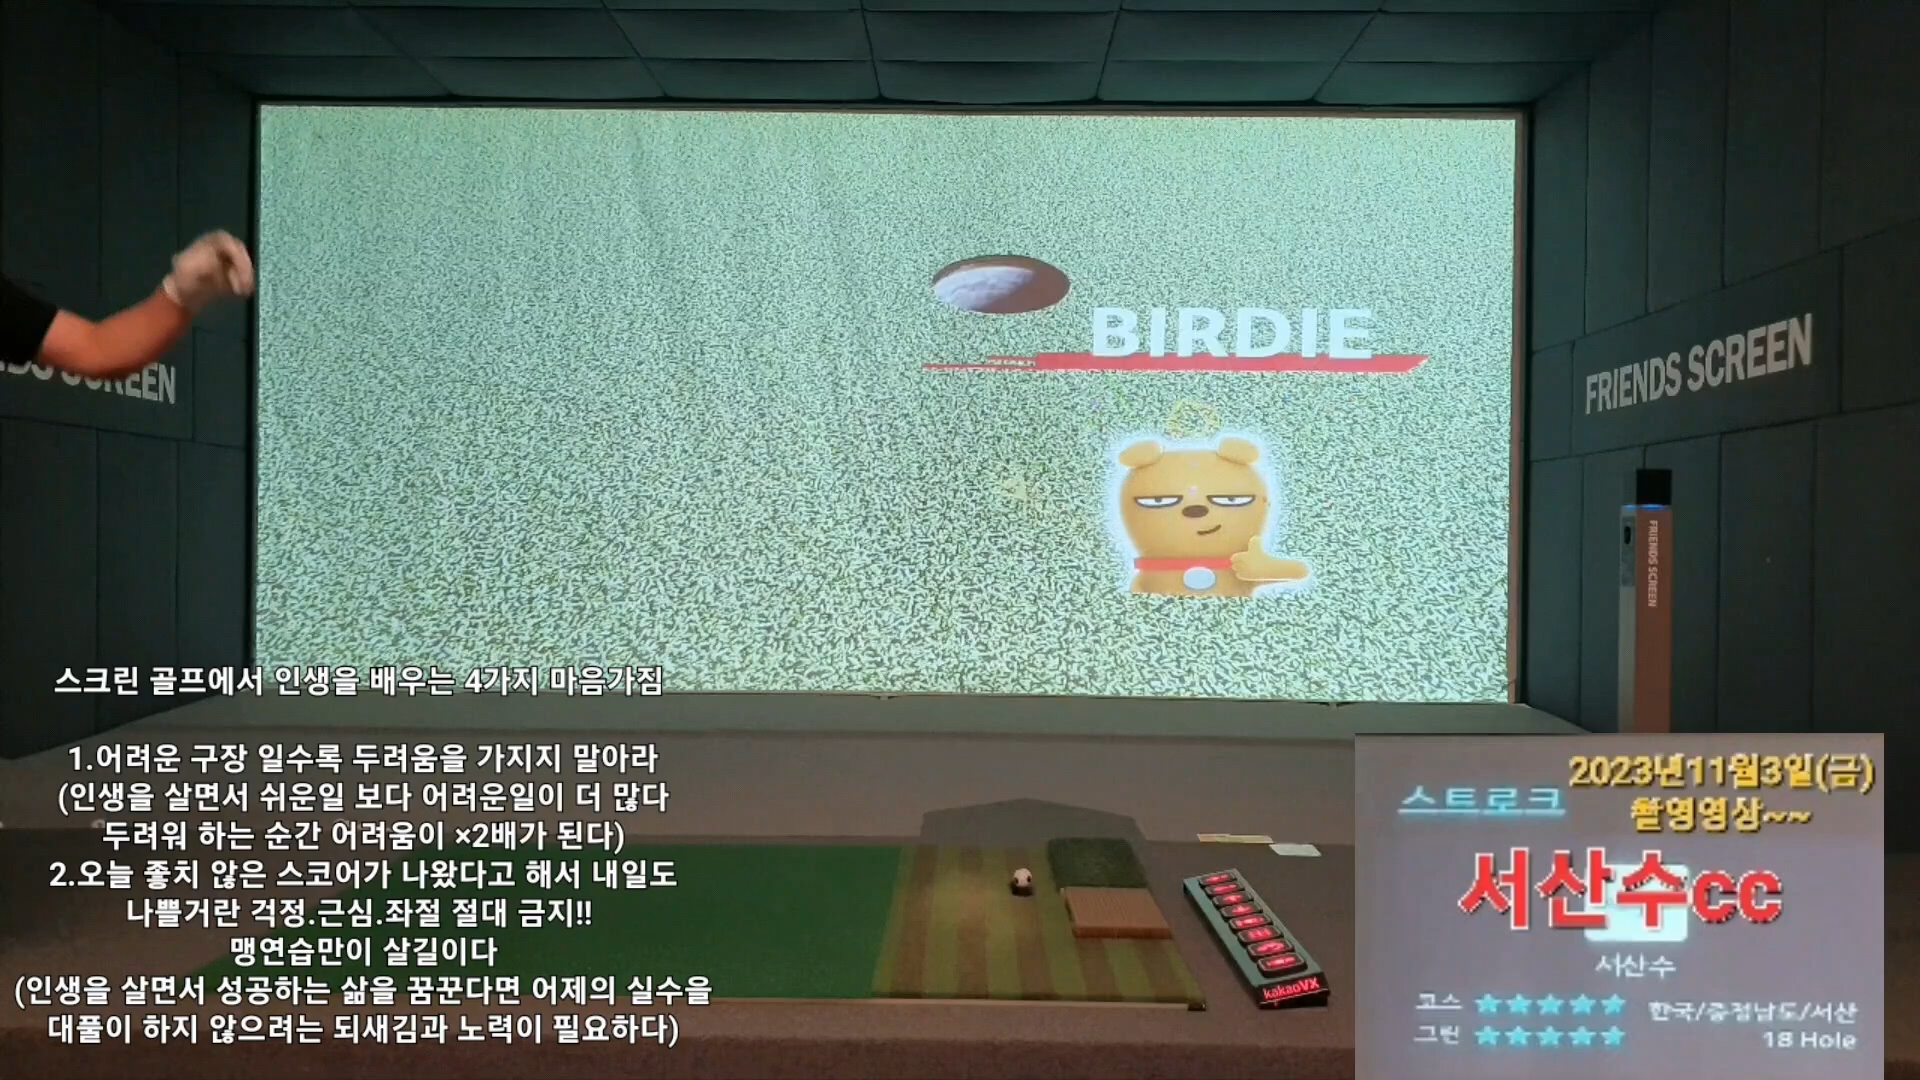 BIRDIE
SCREEN
FRIENDS SCREEN
FRIENDS SCREEN
스크린 골프에서 인생을 배우는 4가지 마음가짐
1.어려운 구장 일수록 두려움을 가지지 말아라
(인생을 살면서 쉬운일 보다 어려운일이 더 많다
두려워 하는 순간 어려움이 ×2배가 된다)
2.오늘 좋치 않은 스코어가 나왔다고 해서 내일도
나쁠거란 걱정.근심.좌절 절대 금지!!
맹연습만이 살길이다
(인생을 살면서 성공하는 삶을 꿈꾼다면 어제의 실수을
대풀이 하지 않으려는 되새김과 노력이 필요하다)
kakaoVX
2023년11월3일(금)
촬영영상~~
스트로크
서산수cc
서산수
코스 ★★★★★
그린 ★★★★★
한국/충청남도/서산
18 Hole